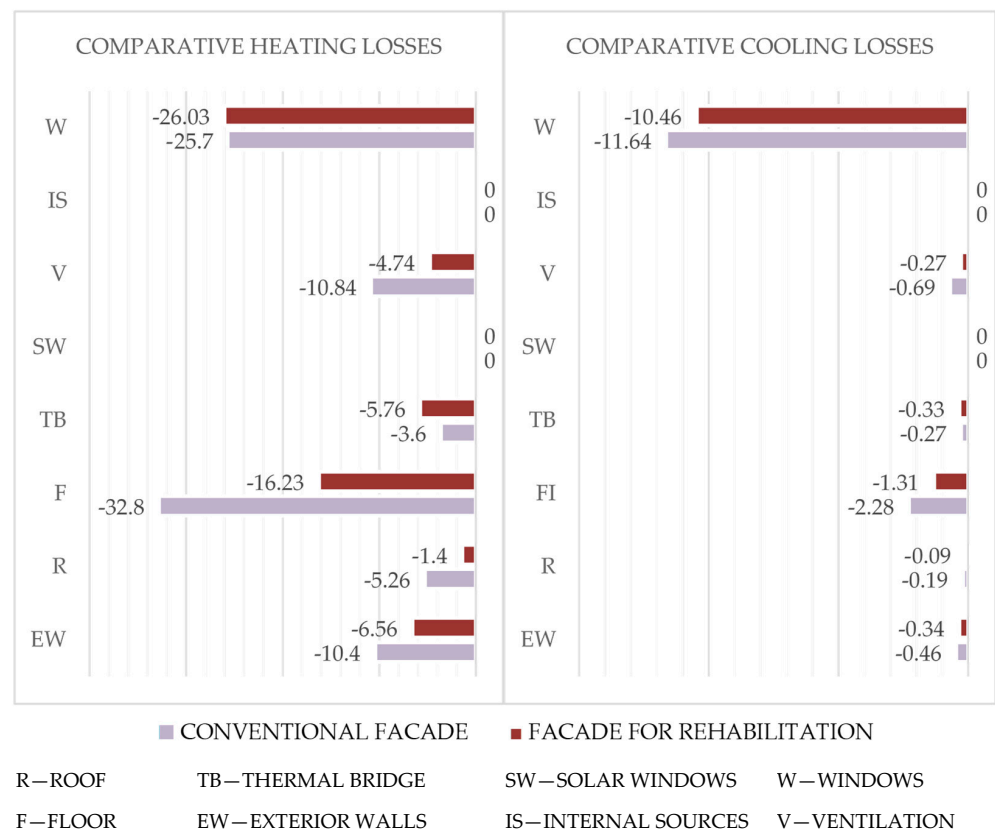 COMPARATIVE HEATING LOSSES
W
-26.03
-25.7
IS
0
0
V
-4.74
-10.84
SW
0
0
TB
-5.76
-3.6
F
-16.23
-32.8
R
-1.4
-5.26
EW
-6.56
-10.4
COMPARATIVE COOLING LOSSES
W
-10.46
-11.64
IS
0
0
V
-0.27
-0.69
SW
0
0
TB
-0.33
-0.27
FI
-1.31
-2.28
R
-0.09
-0.19
EW
-0.34
-0.46
CONVENTIONAL FACADE FACADE FOR REHABILITATION
R—ROOF TB—THERMAL BRIDGE SW—SOLAR WINDOWS W—WINDOWS
F—FLOOR EW—EXTERIOR WALLS IS—INTERNAL SOURCES V—VENTILATION